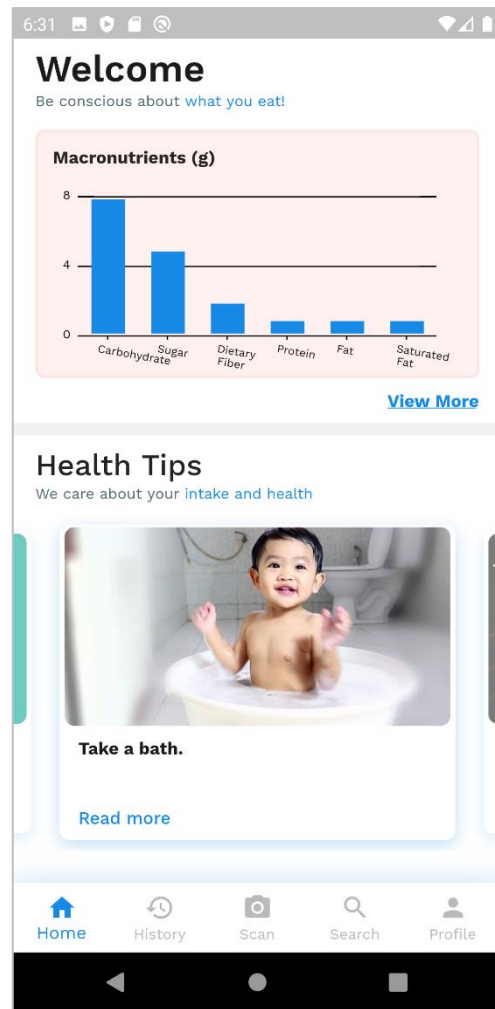 6:31
Welcome
Be conscious about what you eat!
Macronutrients (g)
8
4
0
Carbohydrate
Sugar
Dietary
Fiber
Protein
Fat
Saturated
Fat
View More
Health Tips
We care about your intake and health
Take a bath.
Read more
Home
History
Scan
Search
Profile